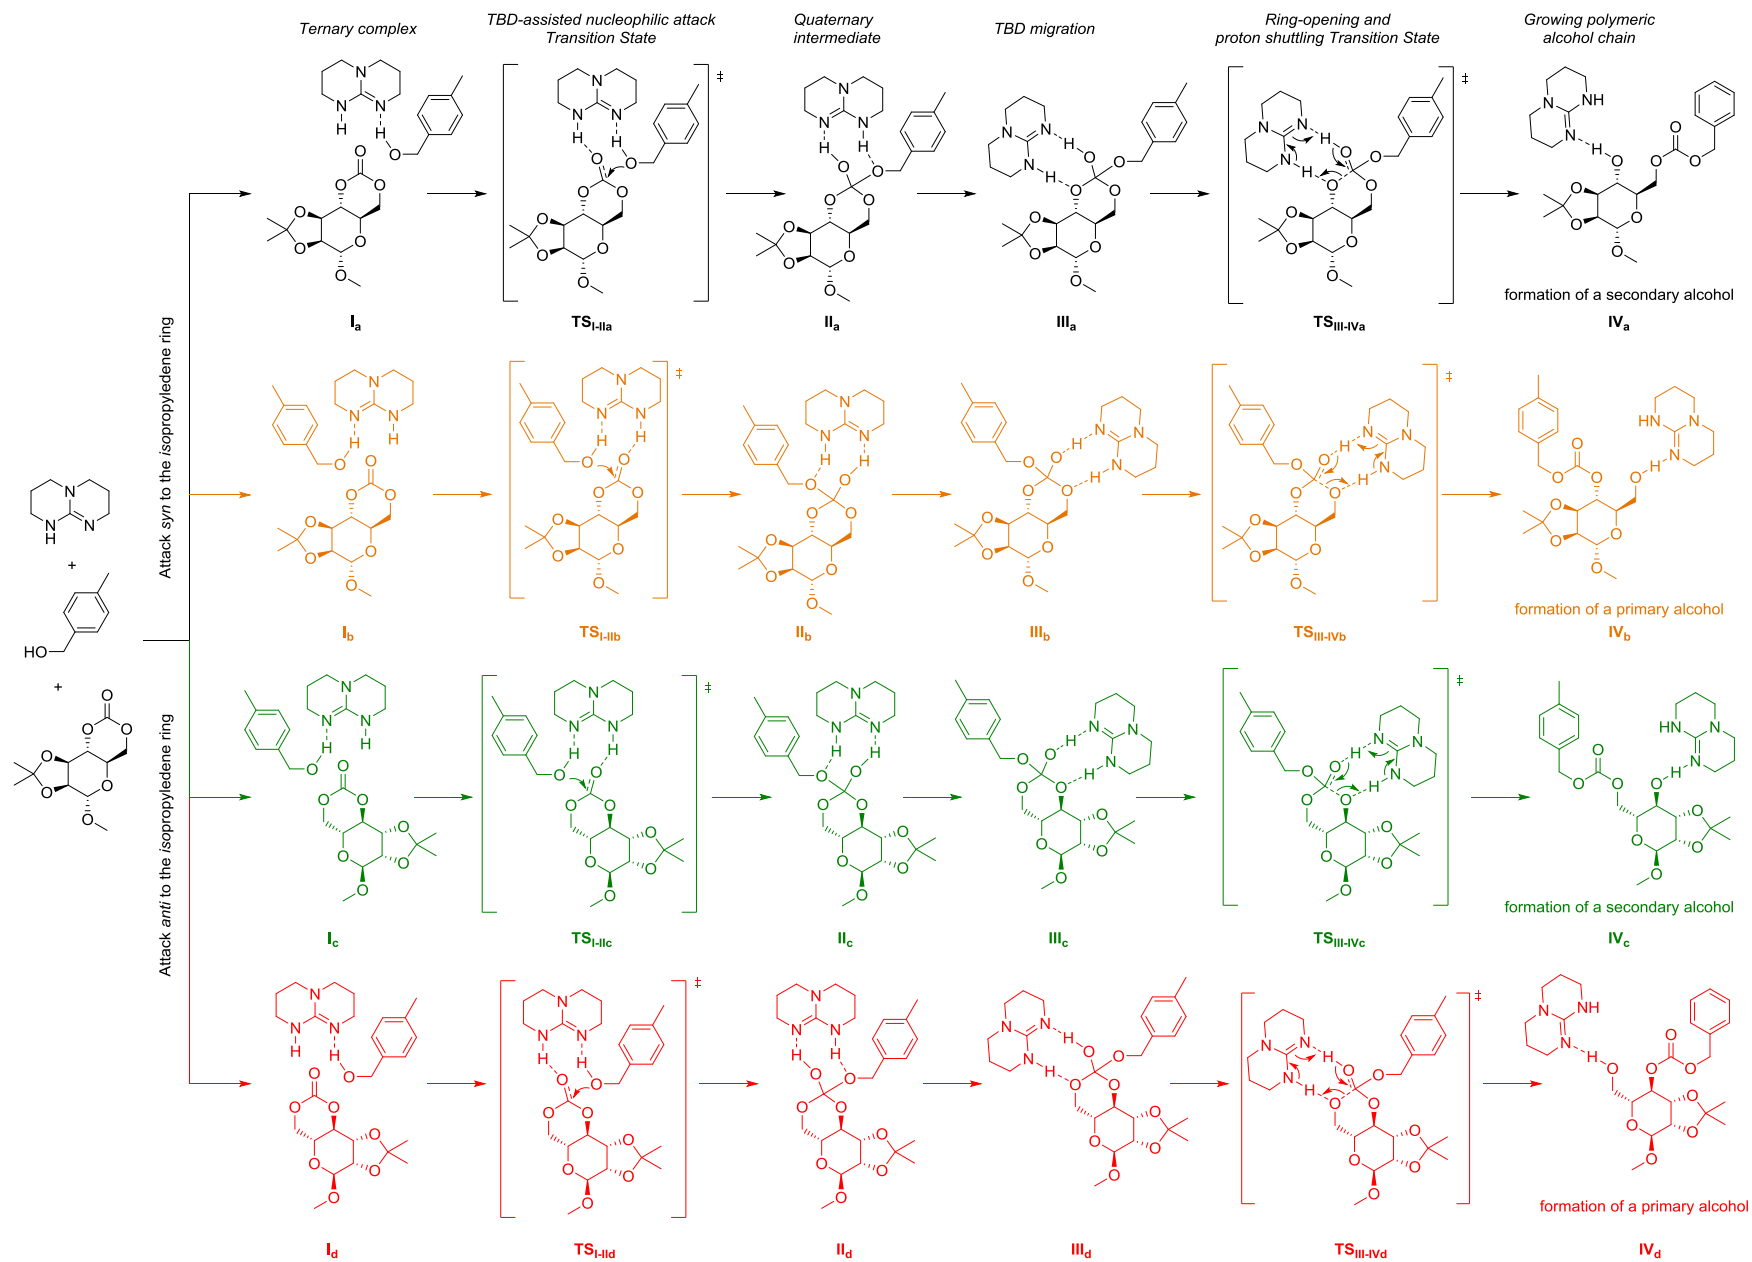 Ternary complex
TBD-assisted nucleophilic attack
Transition State
Quaternary
intermediate
TBD migration
Ring-opening and
proton shuttling Transition State
Growing polymeric
alcohol chain
Attack syn to the isopropyledene ring
Attack anti to the isopropyledene ring
N
N
H
N
+
HO
+
O
O
O
O
O
O
O
‡
‡
formation of a secondary alcohol
Ia
TSI-IIa
IIa
IIIa
TSIII-IVa
IVa
‡
‡
formation of a primary alcohol
Ib
TSI-IIb
IIb
IIIb
TSIII-IVb
IVb
‡
‡
formation of a secondary alcohol
Ic
TSI-IIc
IIc
IIIc
TSIII-IVc
IVc
‡
‡
formation of a primary alcohol
Id
TSI-IId
IId
IIId
TSIII-IVd
IVd